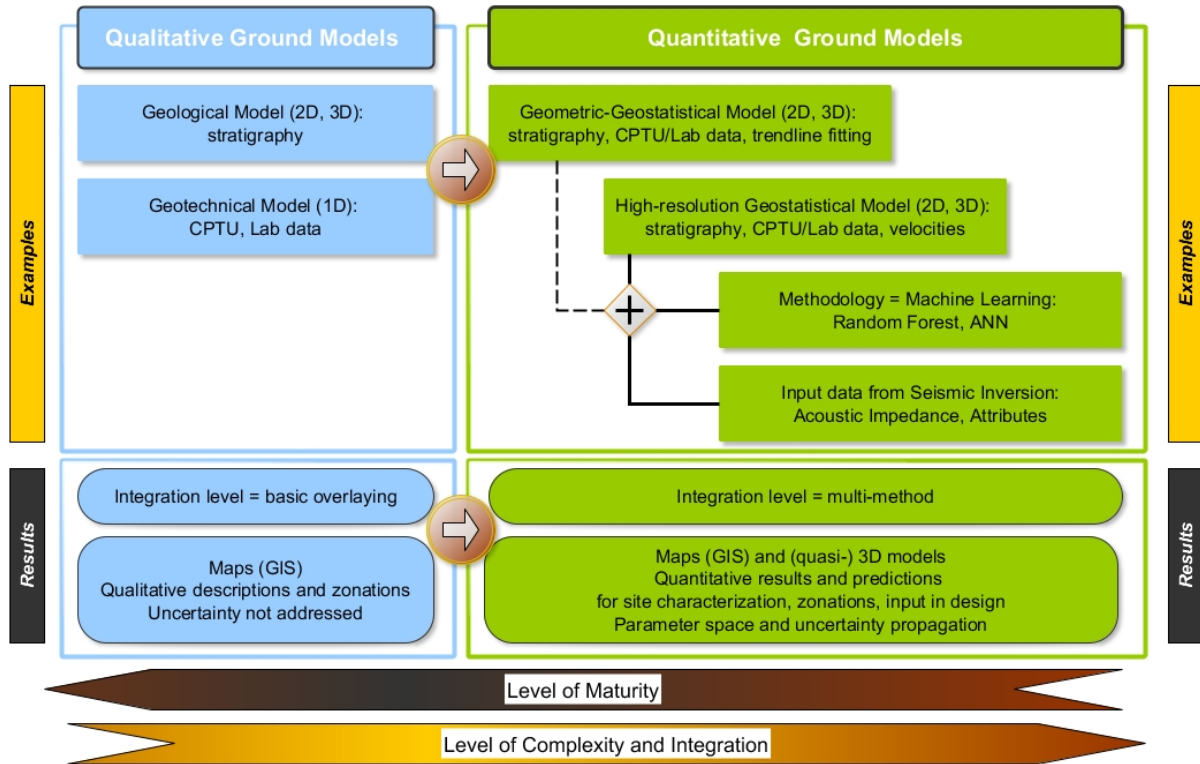 Qualitative Ground Models
Quantitative Ground Models
Examples
Geological Model (2D, 3D):
stratigraphy
Geotechnical Model (1D):
CPTU, Lab data
Geometric-Geostatistical Model (2D, 3D):
stratigraphy, CPTU/Lab data, trendline fitting
High-resolution Geostatistical Model (2D, 3D):
stratigraphy, CPTU/Lab data, velocities
Methodology = Machine Learning:
Random Forest, ANN
Input data from Seismic Inversion:
Acoustic Impedance, Attributes
Examples
Results
Integration level = basic overlaying
Maps (GIS)
Qualitative descriptions and zonations
Uncertainty not addressed
Integration level = multi-method
Maps (GIS) and (quasi-) 3D models
Quantitative results and predictions
for site characterization, zonations, input in design
Parameter space and uncertainty propagation
Results
Level of Maturity
Level of Complexity and Integration